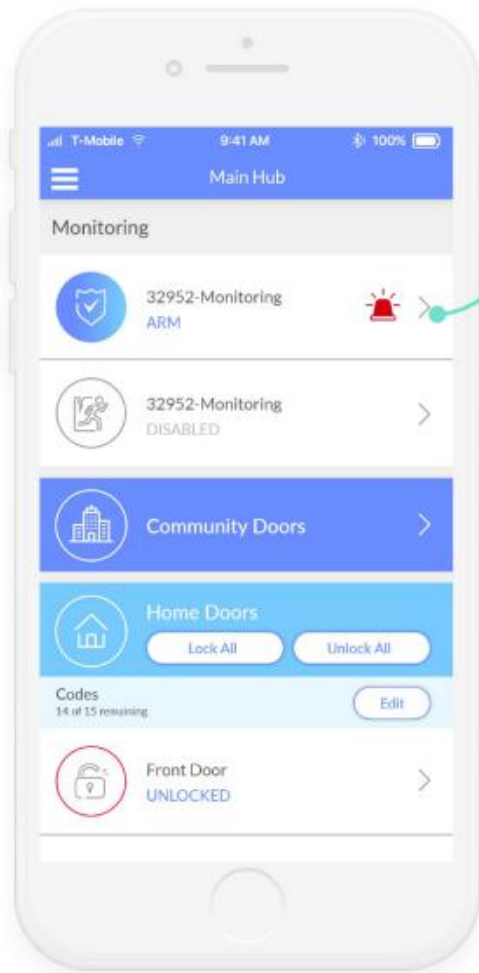 T-Mobile 9:41 AM 100%
Main Hub
Monitoring
32952-Monitoring
ARM
32952-Monitoring
DISABLED
Community Doors
Home Doors
Lock All Unlock All
Codes
14 of 15 remaining
Edit
Front Door
UNLOCKED